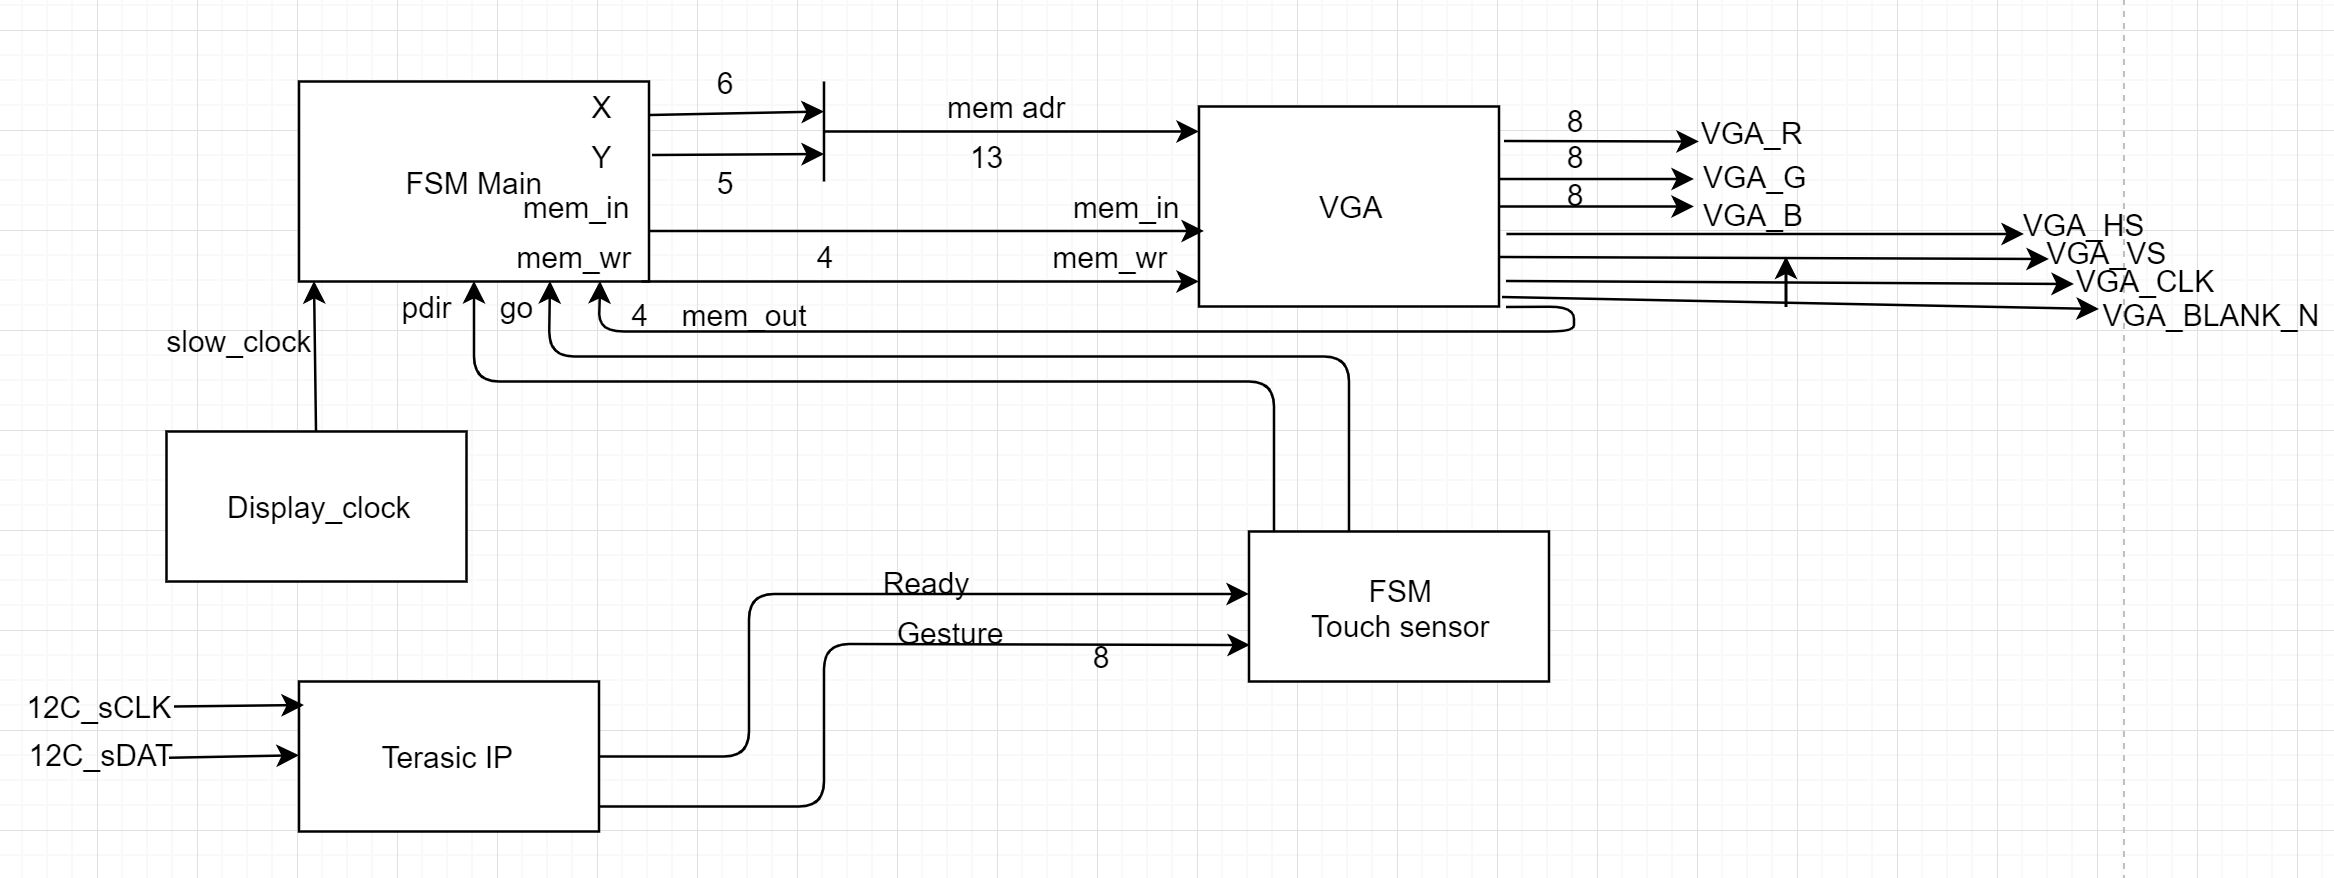 6
X
mem adr
8
VGA_R
Y
13
8
VGA_G
5
FSM Main
8
VGA_B
mem_in
mem_in
VGA
VGA_HS
mem_wr
4
mem_wr
VGA_VS
VGA_CLK
pdir
go
4
mem_out
VGA_BLANK_N
slow_clock
Display_clock
Ready
FSM
Touch sensor
Gesture
8
12C_sCLK
12C_sDAT
Terasic IP